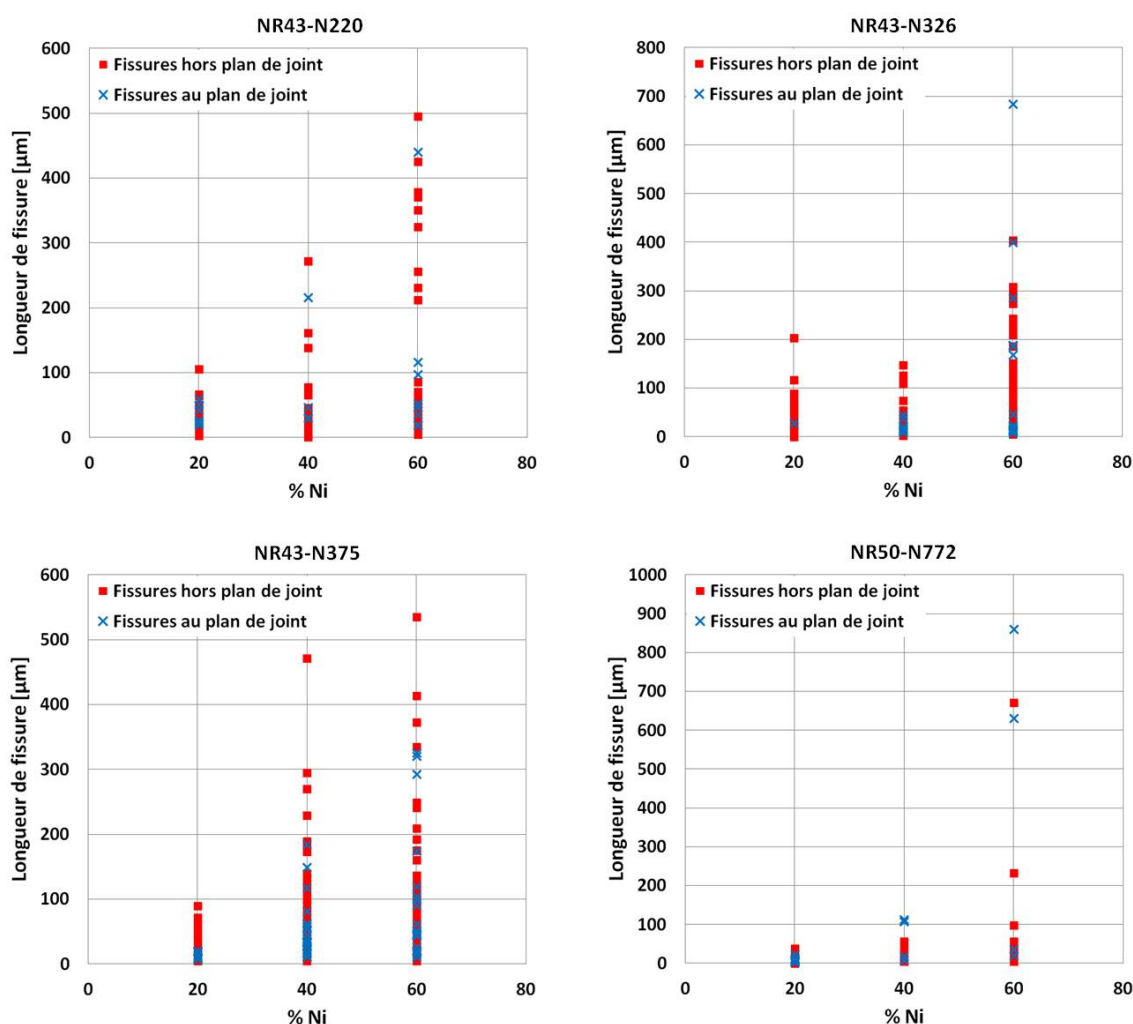 NR43-N220
600
500
400
300
200
100
0
0 20 40 60 80
Longueur de fissure [µm]
% Ni
Fissures hors plan de joint
Fissures au plan de joint
NR43-N326
800
700
600
500
400
300
200
100
0
0 20 40 60 80
Longueur de fissure [µm]
% Ni
Fissures hors plan de joint
Fissures au plan de joint
NR43-N375
600
500
400
300
200
100
0
0 20 40 60 80
Longueur de fissure [µm]
% Ni
Fissures hors plan de joint
Fissures au plan de joint
NR50-N772
1000
900
800
700
600
500
400
300
200
100
0
0 20 40 60 80
Longueur de fissure [µm]
% Ni
Fissures hors plan de joint
Fissures au plan de joint